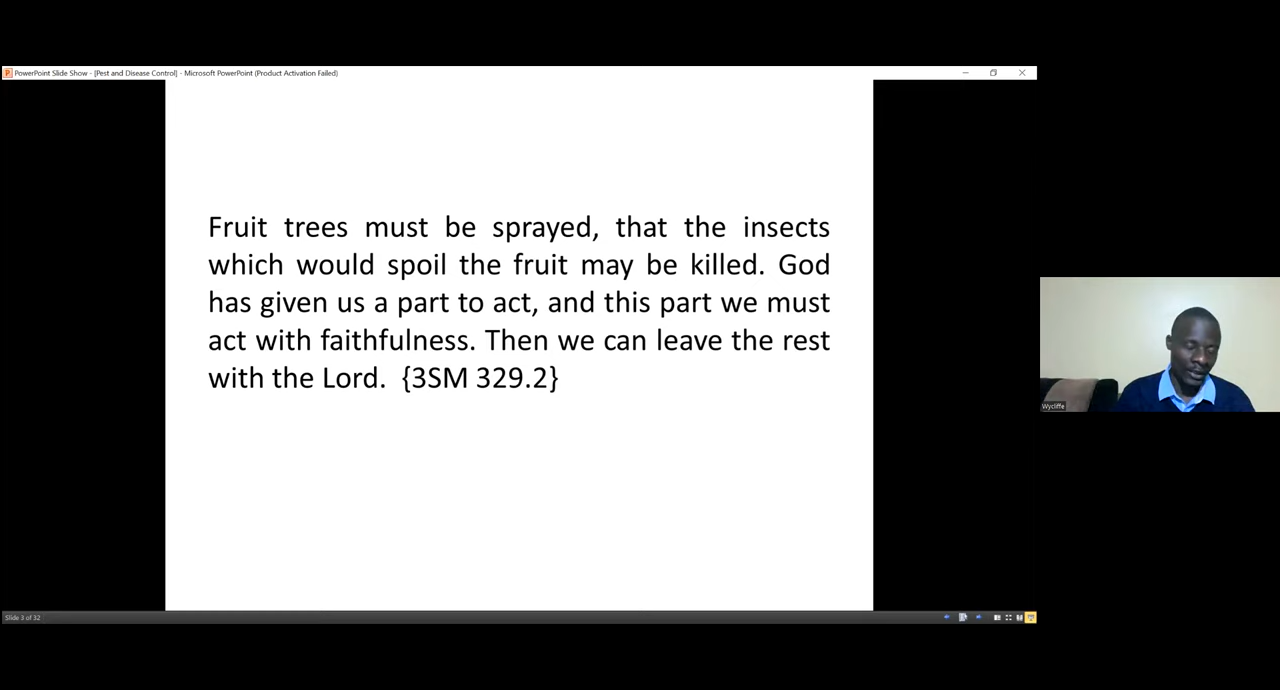 PowerPoint Slide Show - [Pest and Disease Control] - Microsoft PowerPoint (Product Activation Failed)
Fruit trees must be sprayed, that the insects
which would spoil the fruit may be killed. God
has given us a part to act, and this part we must
act with faithfulness. Then we can leave the rest
with the Lord. {3SM 329.2}
Wycliffe
Slide 3 of 32